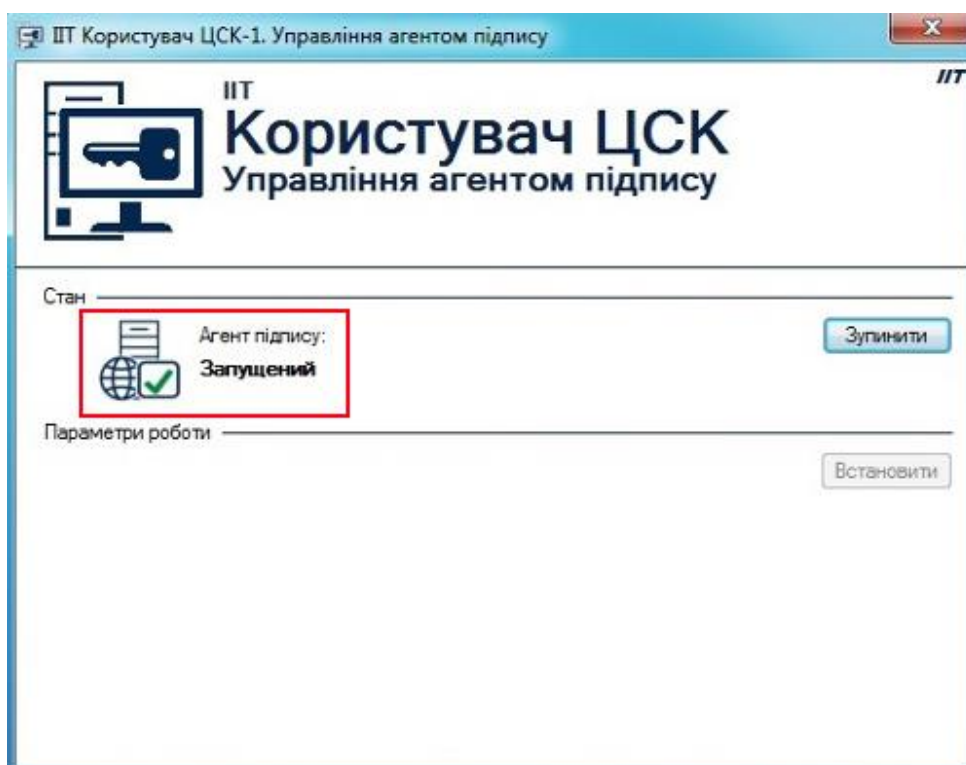 ІІТ Користувач ЦСК-1. Управління агентом підпису
ІІТ
ІІТ
Користувач ЦСК
Управління агентом підпису
Стан
Агент підпису:
Запущений
Зупинити
Параметри роботи
Встановити